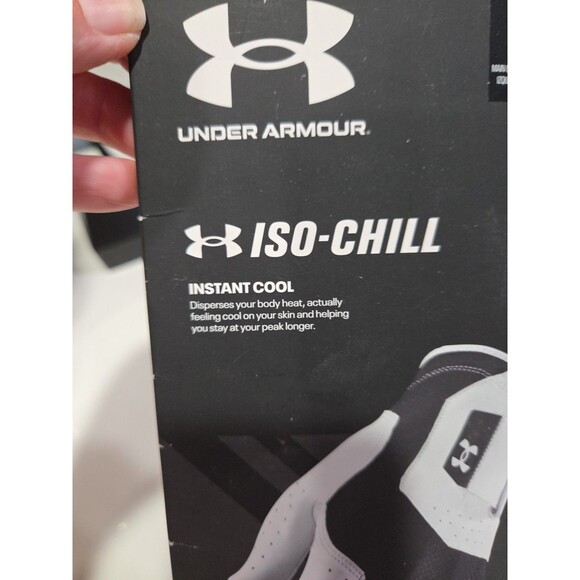 UNDER ARMOUR.
ISO-CHILL
INSTANT COOL
Disperses your body heat, actually
feeling cool on your skin and helping
you stay at your peak longer.